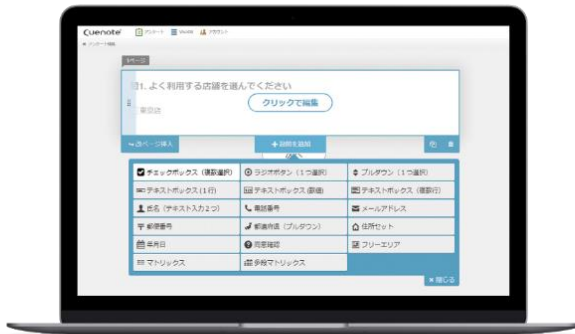 Cuenote
アンケート
アカウント
1ページ
1. よく利用する店舗を選んでください
クリックで編集
東京店
改ページ挿入
+ 設問を追加
チェックボックス（複数選択）
ラジオボタン（1つ選択）
プルダウン（1つ選択）
テキストボックス(1行)
テキストボックス(数値)
テキストボックス（複数行）
氏名（テキスト入力2つ）
電話番号
メールアドレス
郵便番号
都道府県（プルダウン）
住所セット
年月日
同意確認
フリーエリア
マトリックス
多段マトリックス
× 閉じる